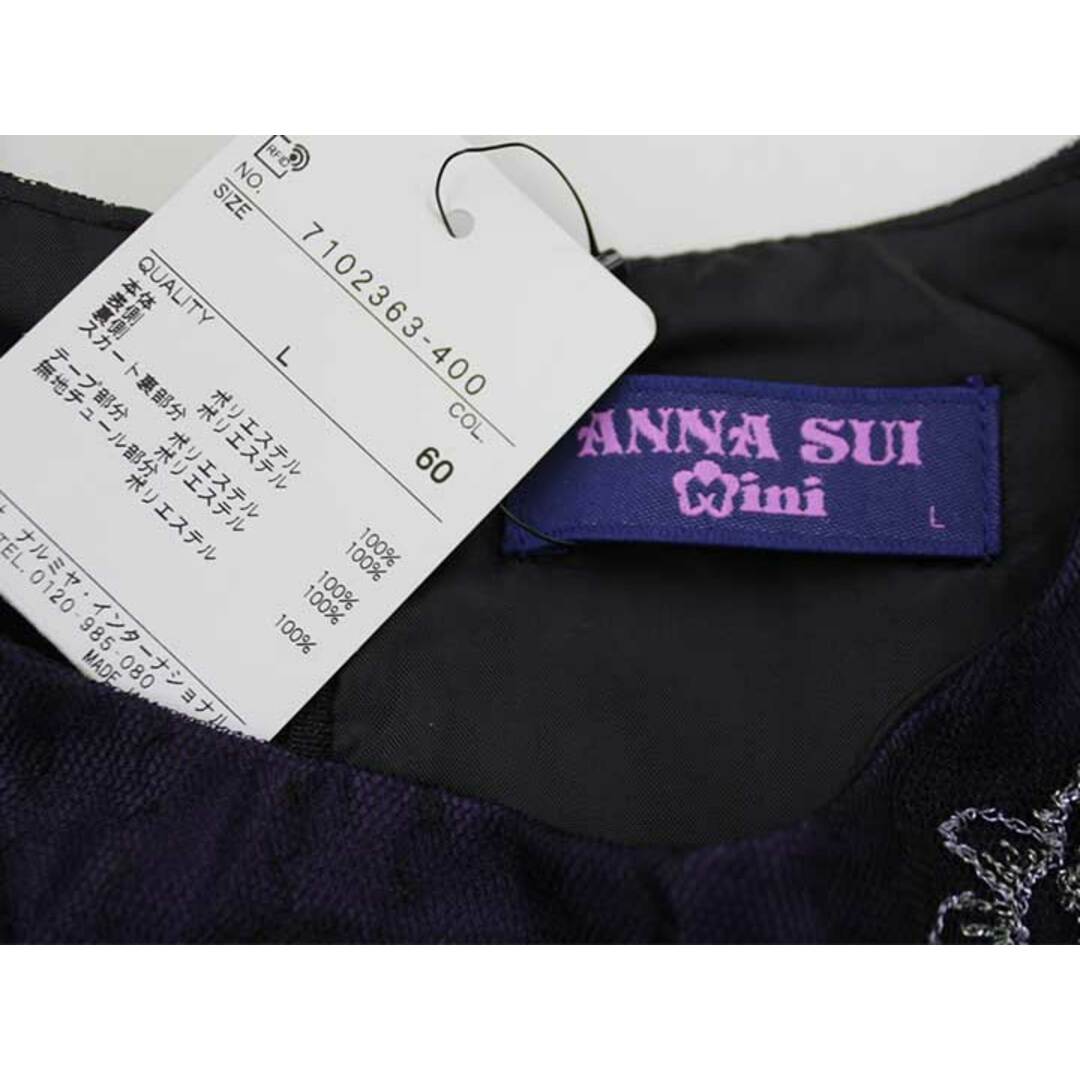 RFID
NO. 7102363-400
SIZE L COL. 60
QUALITY
本体
表側 ポリエステル 100%
裏側 ポリエステル 100%
スカート裏部分 ポリエステル 100%
テープ部分 ポリエステル 100%
無地チュール部分 ポリエステル 100%
ナルミヤ・インターナショナル
TEL.0120-985-080
MADE
ANNA SUI
Mini
L